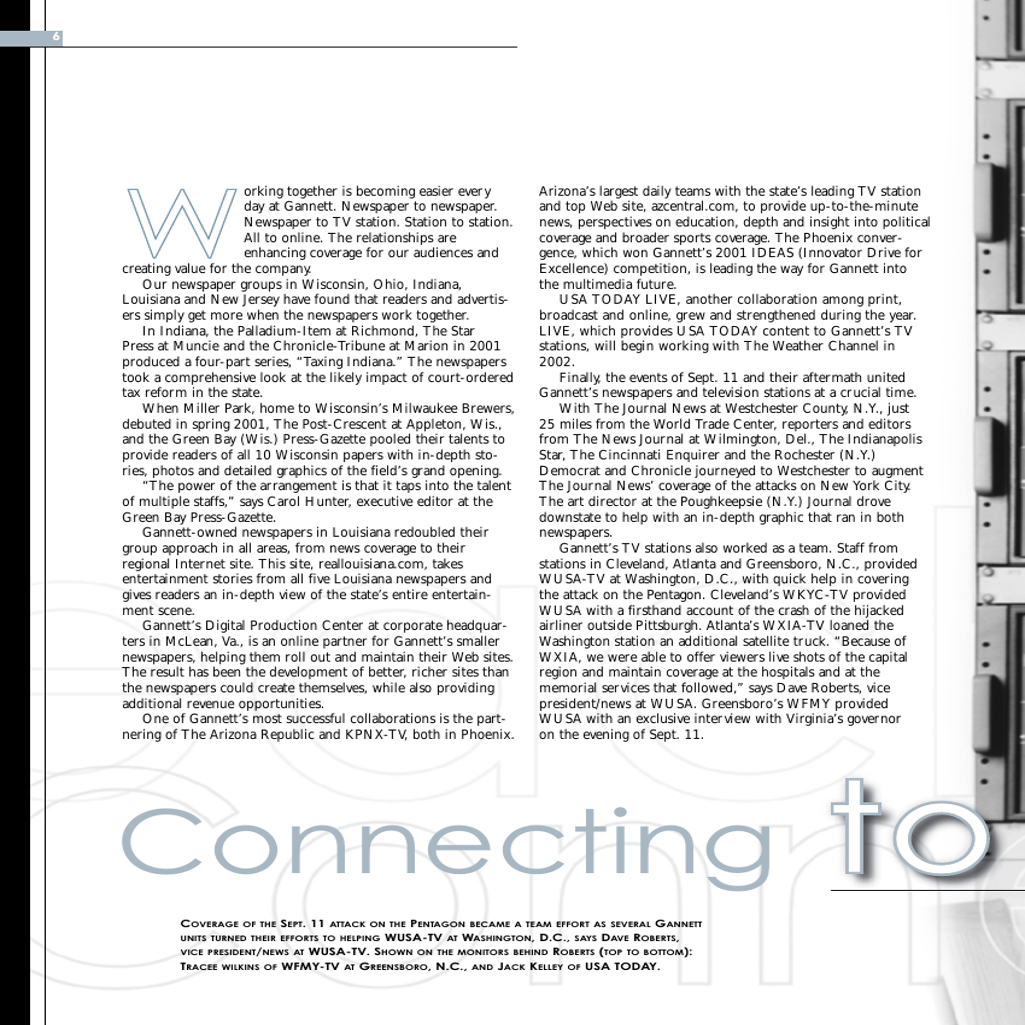 6
Working together is becoming easier every
day at Gannett. Newspaper to newspaper.
Newspaper to TV station. Station to station.
All to online. The relationships are
enhancing coverage for our audiences and
creating value for the company.
Our newspaper groups in Wisconsin, Ohio, Indiana,
Louisiana and New Jersey have found that readers and advertis-
ers simply get more when the newspapers work together.
In Indiana, the Palladium-Item at Richmond, The Star
Press at Muncie and the Chronicle-Tribune at Marion in 2001
produced a four-part series, “Taxing Indiana.” The newspapers
took a comprehensive look at the likely impact of court-ordered
tax reform in the state.
When Miller Park, home to Wisconsin’s Milwaukee Brewers,
debuted in spring 2001, The Post-Crescent at Appleton, Wis.,
and the Green Bay (Wis.) Press-Gazette pooled their talents to
provide readers of all 10 Wisconsin papers with in-depth sto-
ries, photos and detailed graphics of the field’s grand opening.
“The power of the arrangement is that it taps into the talent
of multiple staffs,” says Carol Hunter, executive editor at the
Green Bay Press-Gazette.
Gannett-owned newspapers in Louisiana redoubled their
group approach in all areas, from news coverage to their
regional Internet site. This site, reallouisiana.com, takes
entertainment stories from all five Louisiana newspapers and
gives readers an in-depth view of the state’s entire entertain-
ment scene.
Gannett’s Digital Production Center at corporate headquar-
ters in McLean, Va., is an online partner for Gannett’s smaller
newspapers, helping them roll out and maintain their Web sites.
The result has been the development of better, richer sites than
the newspapers could create themselves, while also providing
additional revenue opportunities.
One of Gannett’s most successful collaborations is the part-
nering of The Arizona Republic and KPNX-TV, both in Phoenix.
Arizona’s largest daily teams with the state’s leading TV station
and top Web site, azcentral.com, to provide up-to-the-minute
news, perspectives on education, depth and insight into political
coverage and broader sports coverage. The Phoenix conver-
gence, which won Gannett’s 2001 IDEAS (Innovator Drive for
Excellence) competition, is leading the way for Gannett into
the multimedia future.
USA TODAY LIVE, another collaboration among print,
broadcast and online, grew and strengthened during the year.
LIVE, which provides USA TODAY content to Gannett’s TV
stations, will begin working with The Weather Channel in
2002.
Finally, the events of Sept. 11 and their aftermath united
Gannett’s newspapers and television stations at a crucial time.
With The Journal News at Westchester County, N.Y., just
25 miles from the World Trade Center, reporters and editors
from The News Journal at Wilmington, Del., The Indianapolis
Star, The Cincinnati Enquirer and the Rochester (N.Y.)
Democrat and Chronicle journeyed to Westchester to augment
The Journal News’ coverage of the attacks on New York City.
The art director at the Poughkeepsie (N.Y.) Journal drove
downstate to help with an in-depth graphic that ran in both
newspapers.
Gannett’s TV stations also worked as a team. Staff from
stations in Cleveland, Atlanta and Greensboro, N.C., provided
WUSA-TV at Washington, D.C., with quick help in covering
the attack on the Pentagon. Cleveland’s WKYC-TV provided
WUSA with a firsthand account of the crash of the hijacked
airliner outside Pittsburgh. Atlanta’s WXIA-TV loaned the
Washington station an additional satellite truck. “Because of
WXIA, we were able to offer viewers live shots of the capital
region and maintain coverage at the hospitals and at the
memorial services that followed,” says Dave Roberts, vice
president/news at WUSA. Greensboro’s WFMY provided
WUSA with an exclusive interview with Virginia’s governor
on the evening of Sept. 11.
Connecting to
Coverage of the Sept. 11 attack on the Pentagon became a team effort as several Gannett
units turned their efforts to helping WUSA-TV at Washington, D.C., says Dave Roberts,
vice president/news at WUSA-TV. Shown on the monitors behind Roberts (top to bottom):
Tracee wilkins of WFMY-TV at Greensboro, N.C., and Jack Kelley of USA TODAY.